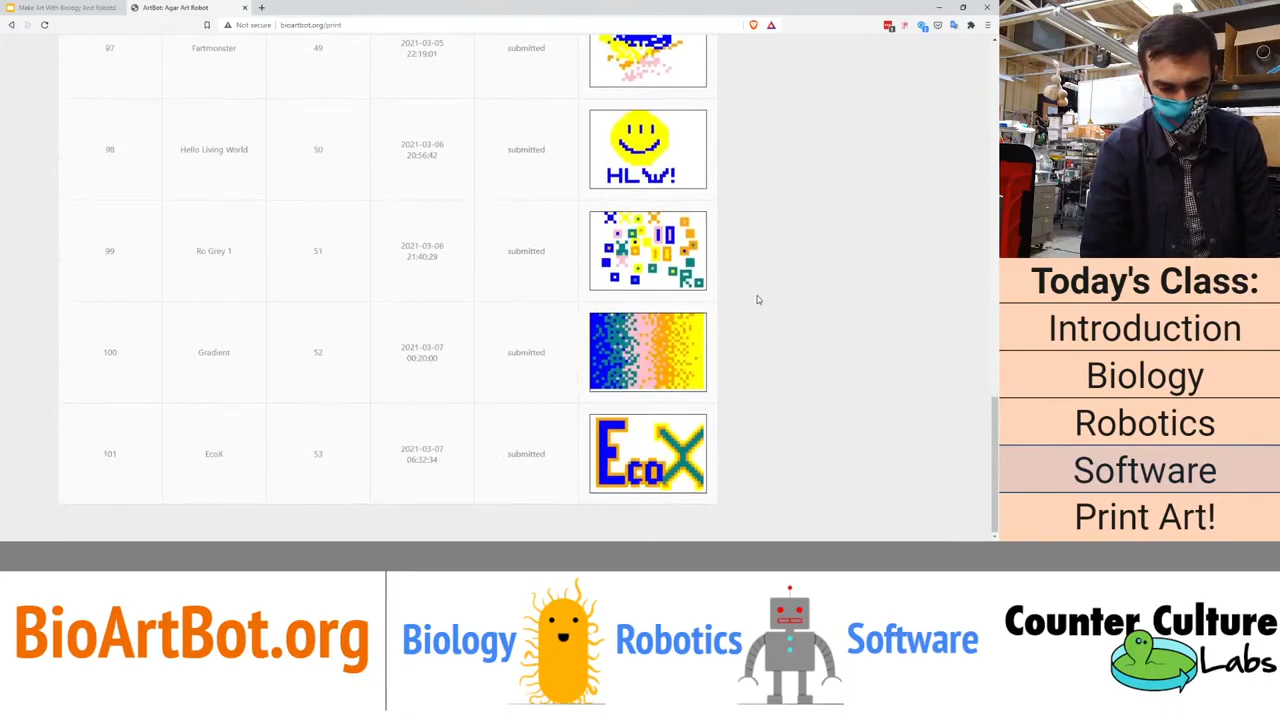 Make Art With Biology And Robots!
ArtBot: Agar Art Robot
Not secure
bioartbot.org/print
97 Fartmonster 49 2021-03-05 22:19:01 submitted
98 Hello Living World 50 2021-03-06 20:56:42 submitted
HLW!
99 Ro Grey 1 51 2021-03-06 21:40:29 submitted
R
100 Gradient 52 2021-03-07 00:20:00 submitted
101 EcoX 53 2021-03-07 06:32:34 submitted
EcoX
Today's Class:
Introduction
Biology
Robotics
Software
Print Art!
BioArtBot.org
Biology
Robotics
Software
Counter Culture
Labs